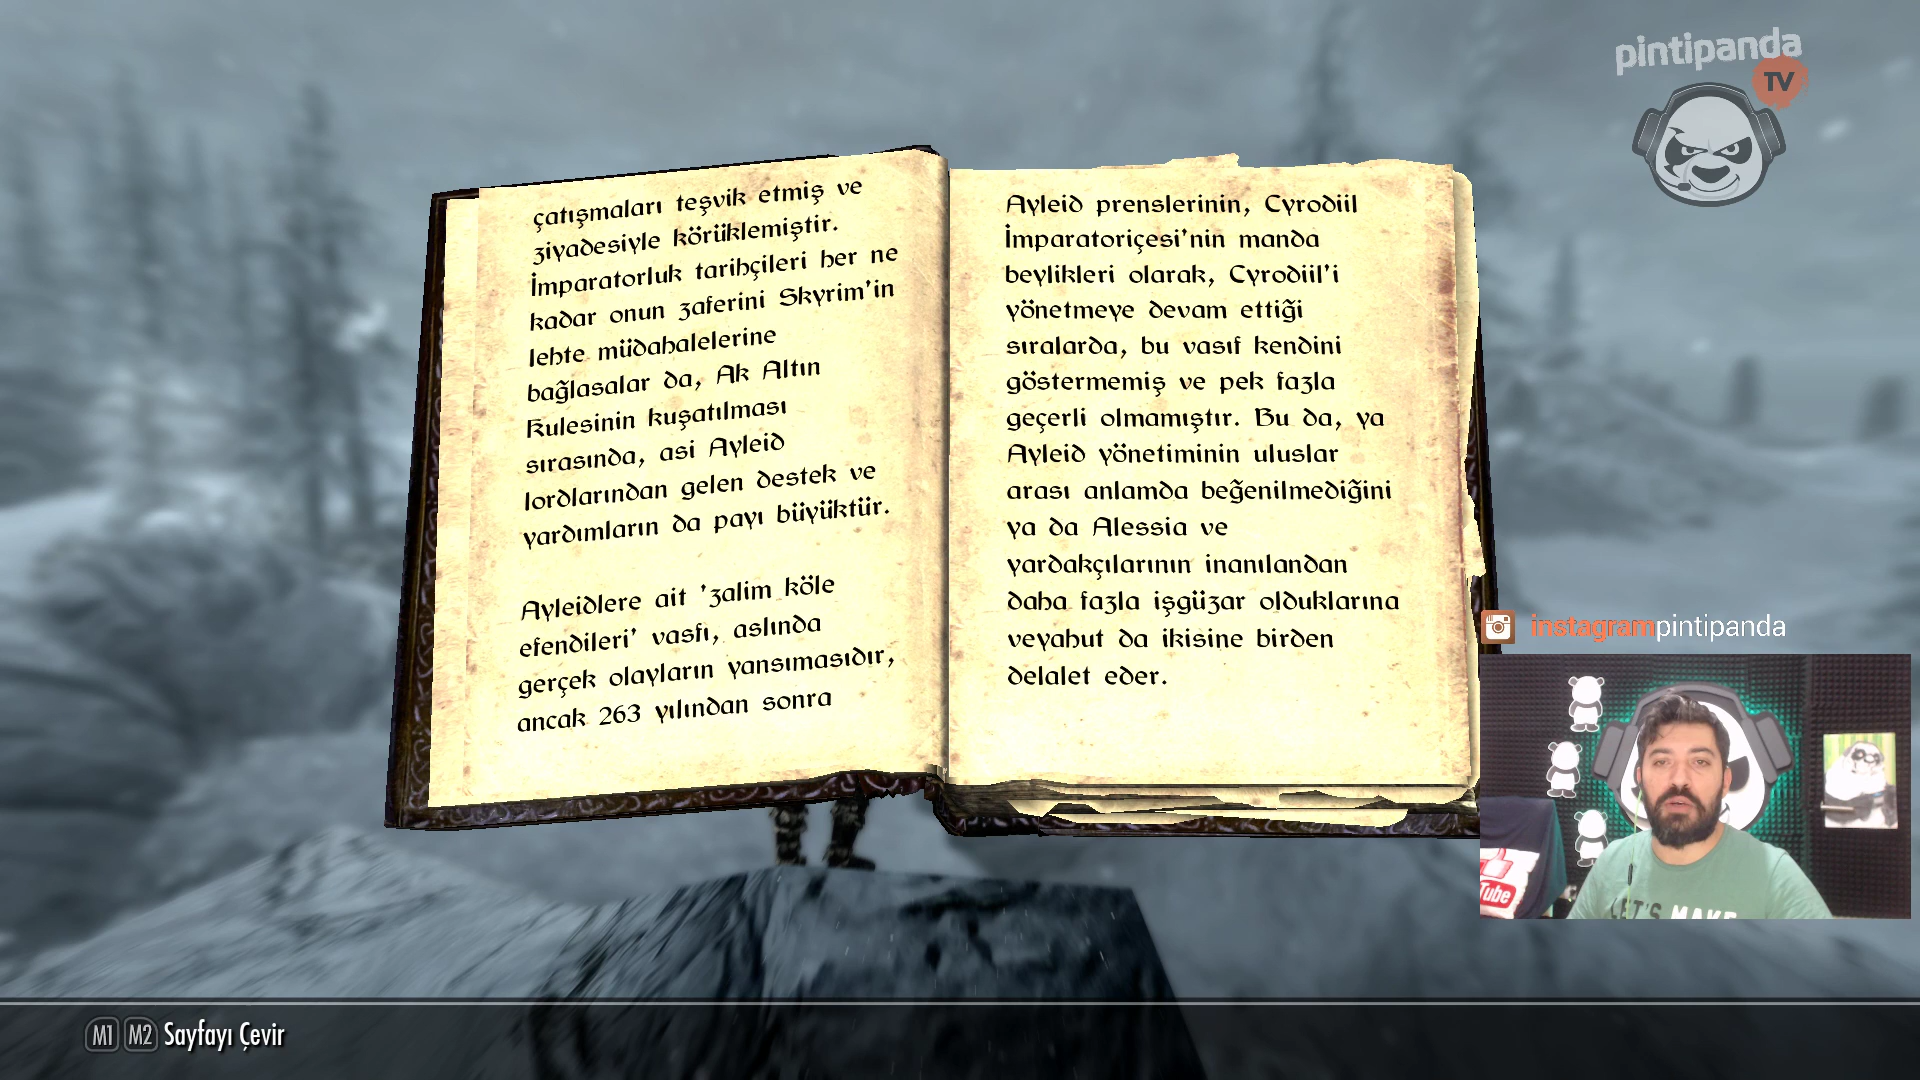 pintipanda
TV
çatışmaları teşvik etmiş ve
ziyadesiyle körüklemiştir.
İmparatorluk tarihçileri her ne
kadar onun zaferini Skyrim'in
lehte müdahalelerine
bağlasalar da, Ak Altın
Kulesinin kuşatılması
sırasında, asi Ayleid
lordlarından gelen destek ve
yardımların da payı büyüktür.
Ayleidlere ait 'zalim köle
efendileri' vasfı, aslında
gerçek olayların yansımasıdır,
ancak 263 yılından sonra
Ayleid prenslerinin, Cyrodiil
İmparatoriçesi'nin manda
beylikleri olarak, Cyrodiil'i
yönetmeye devam ettiği
sıralarda, bu vasıf kendini
göstermemiş ve pek fazla
geçerli olmamıştır. Bu da, ya
Ayleid yönetiminin uluslar
arası anlamda beğenilmediğini
ya da Alessia ve
yardakçılarının inanılandan
daha fazla işgüzar olduklarına
veyahut da ikisine birden
delalet eder.
instagrampintipanda
Tube
LET'S MAKE
M1 M2 Sayfayı Çevir